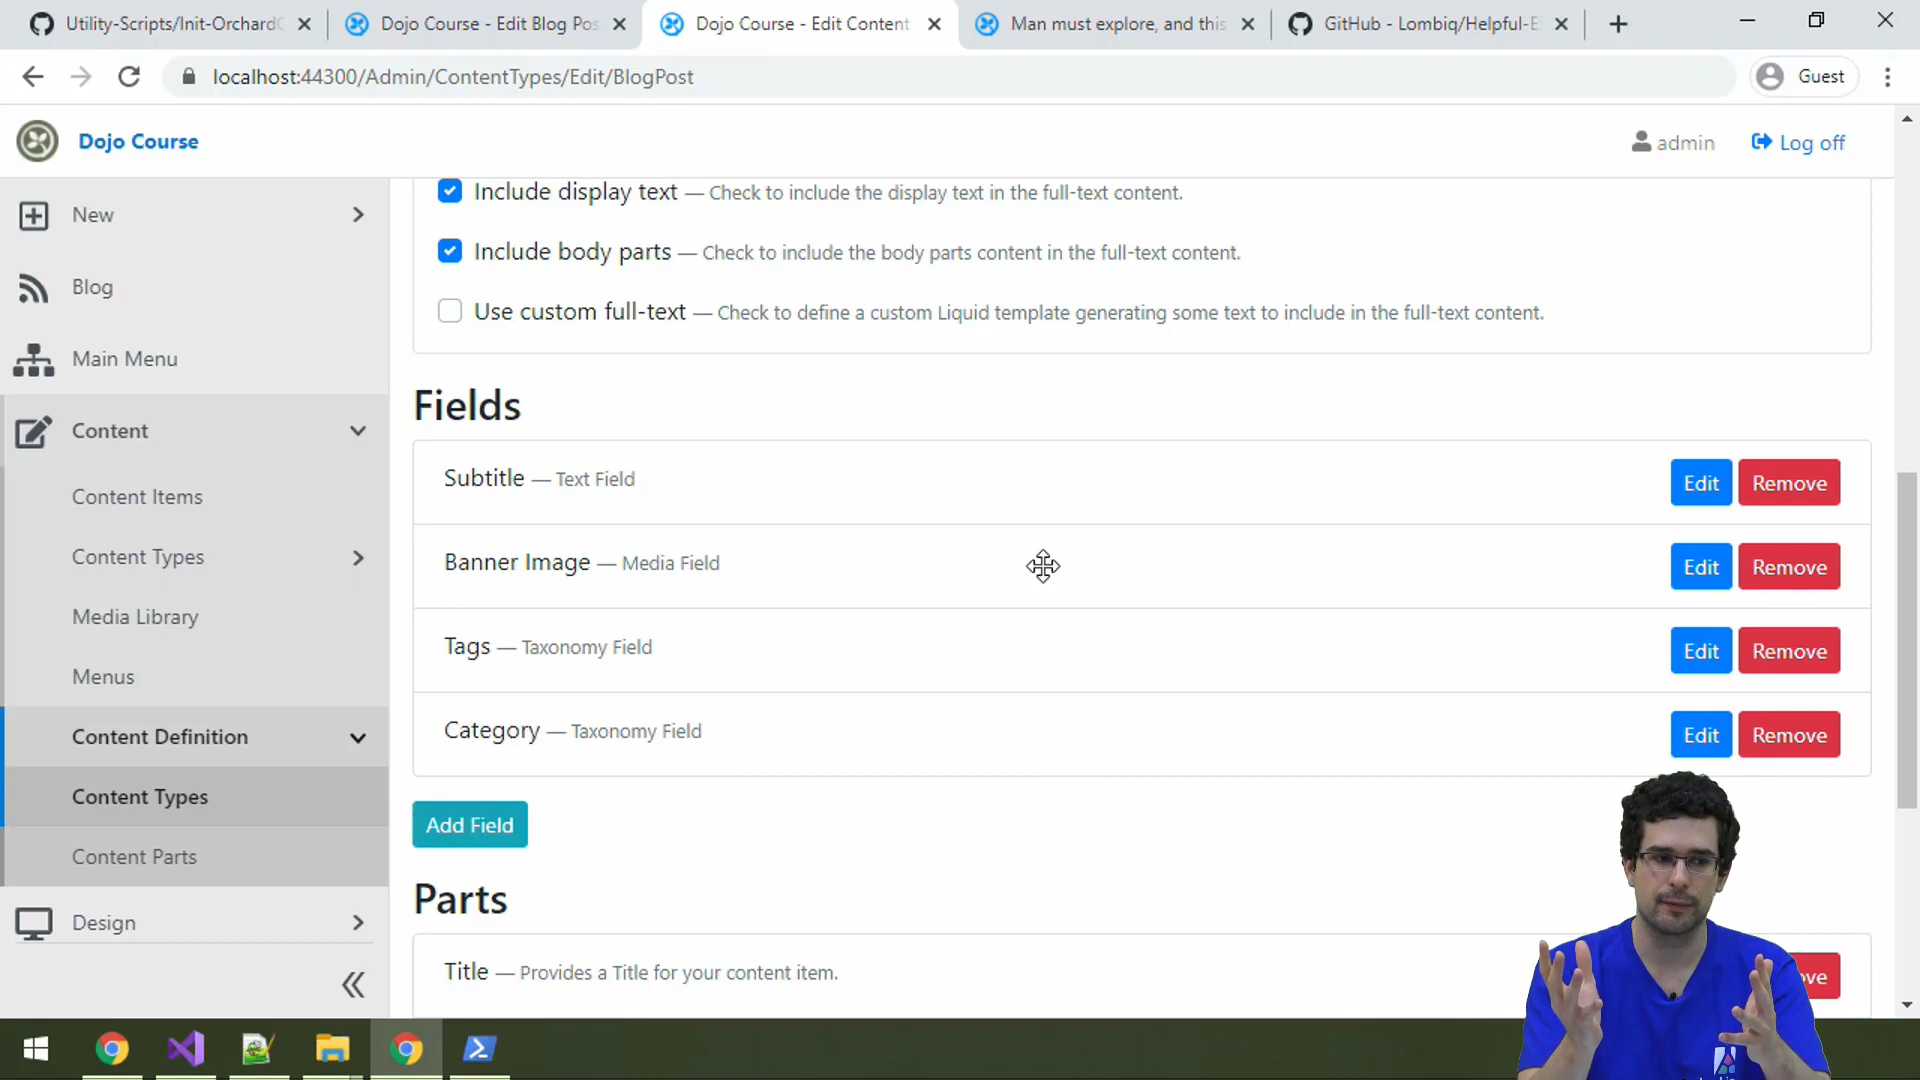 Utility-Scripts/Init-OrchardC
Dojo Course - Edit Blog Pos
Dojo Course - Edit Content
Man must explore, and this
GitHub - Lombiq/Helpful-E
localhost:44300/Admin/ContentTypes/Edit/BlogPost
Guest
Dojo Course
admin
Log off
New
Blog
Main Menu
Content
Content Items
Content Types
Media Library
Menus
Content Definition
Content Types
Content Parts
Design
Include display text — Check to include the display text in the full-text content.
Include body parts — Check to include the body parts content in the full-text content.
Use custom full-text — Check to define a custom Liquid template generating some text to include in the full-text content.
Fields
Subtitle — Text Field
Edit
Remove
Banner Image — Media Field
Edit
Remove
Tags — Taxonomy Field
Edit
Remove
Category — Taxonomy Field
Edit
Remove
Add Field
Parts
Title — Provides a Title for your content item.